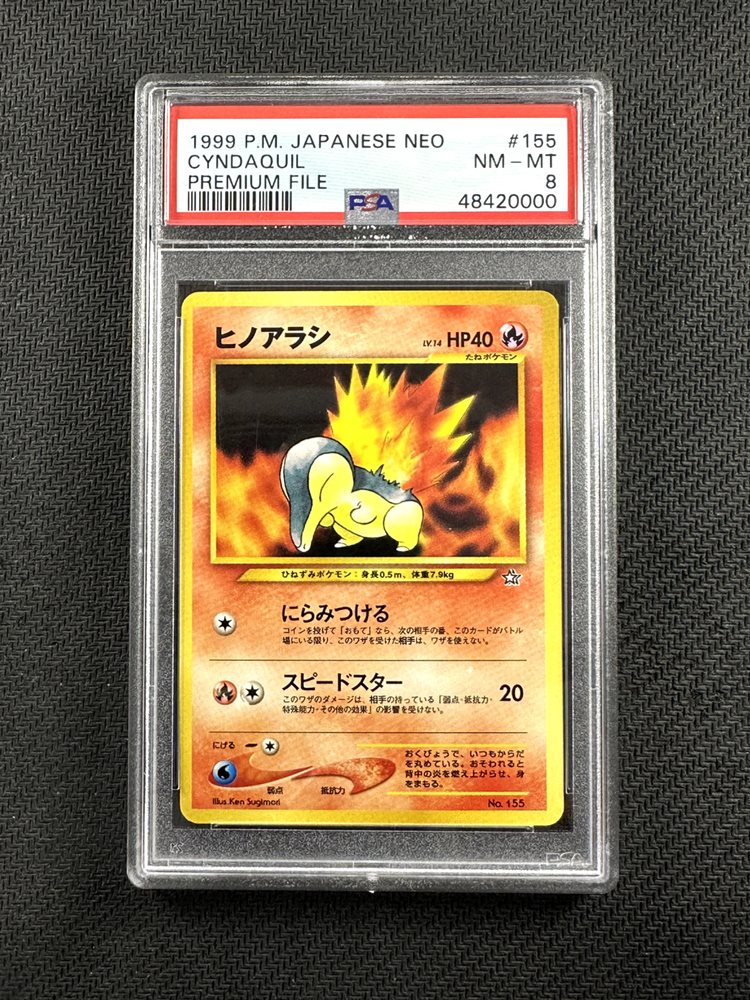 1999 P.M. JAPANESE NEO #155
CYNDAQUIL NM - MT
PREMIUM FILE 8
PSA 48420000
ヒノアラシ LV.14 HP40
たねポケモン
ひねずみポケモン：身長0.5m、体重7.9kg
にらみつける
コインを投げて「おもて」なら、次の相手の番、このカードがバトル
場にいる限り、このワザを受けた相手は、ワザを使えない。
スピードスター 20
このワザのダメージは、相手の持っている「弱点・抵抗力・
特殊能力・その他の効果」の影響を受けない。
にげる
弱点 抵抗力
おくびょうで、いつもからだ
を丸めている。おそわれると
背中の炎を燃え上がらせ、身
をまもる。
Illus.Ken Sugimori No. 155